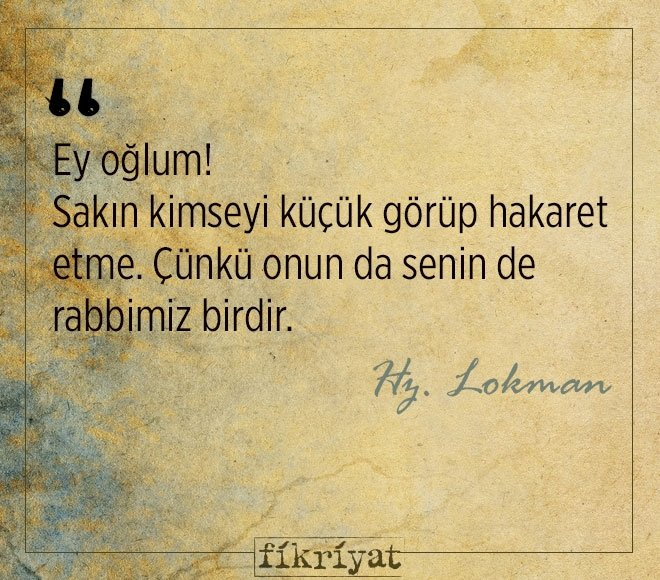 Ey oğlum!
Sakın kimseyi küçük görüp hakaret
etme. Çünkü onun da senin de
rabbimiz birdir.
Hz. Lokman
fikriyat